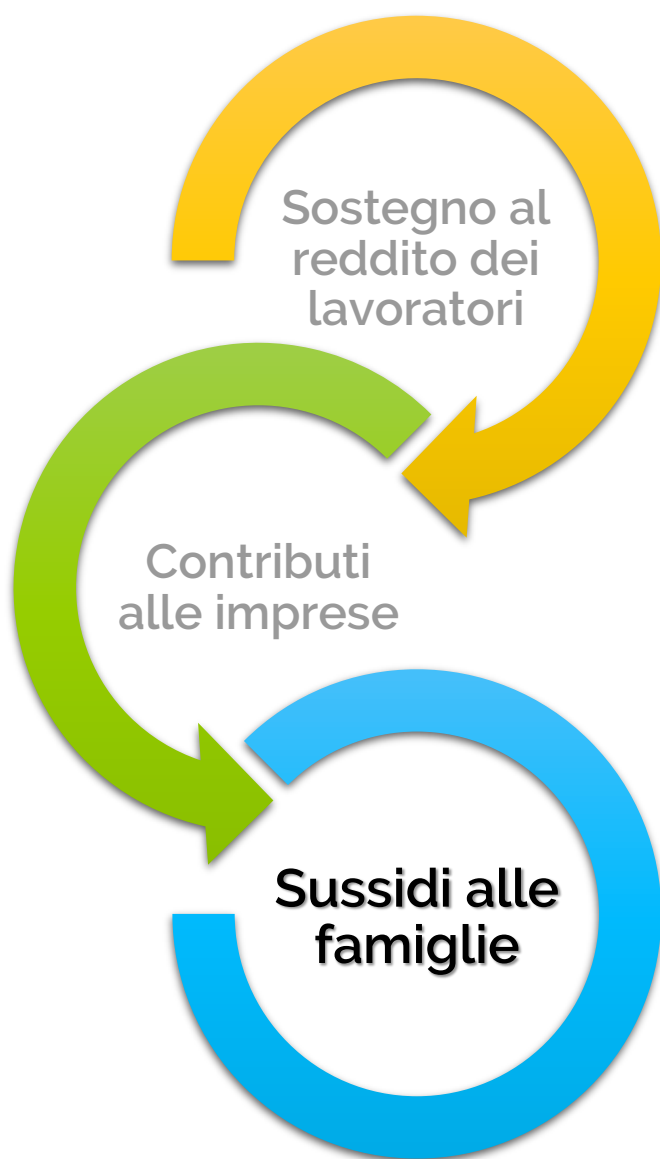 Sostegno al
reddito dei
lavoratori
Contributi
alle imprese
Sussidi alle
famiglie